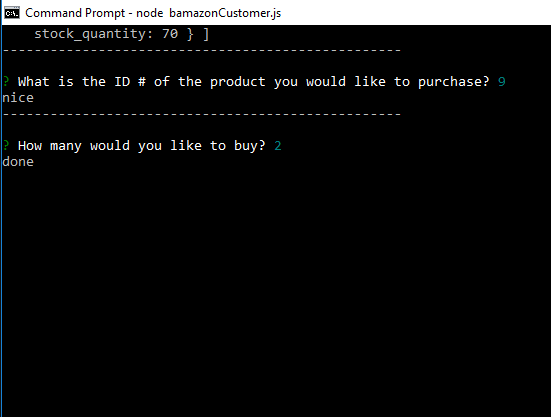 C:\.
Command Prompt - node bamazonCustomer.js
stock_quantity: 70 } ]
--------------------------------------------------
? What is the ID # of the product you would like to purchase? 9
nice
--------------------------------------------------
? How many would you like to buy? 2
done